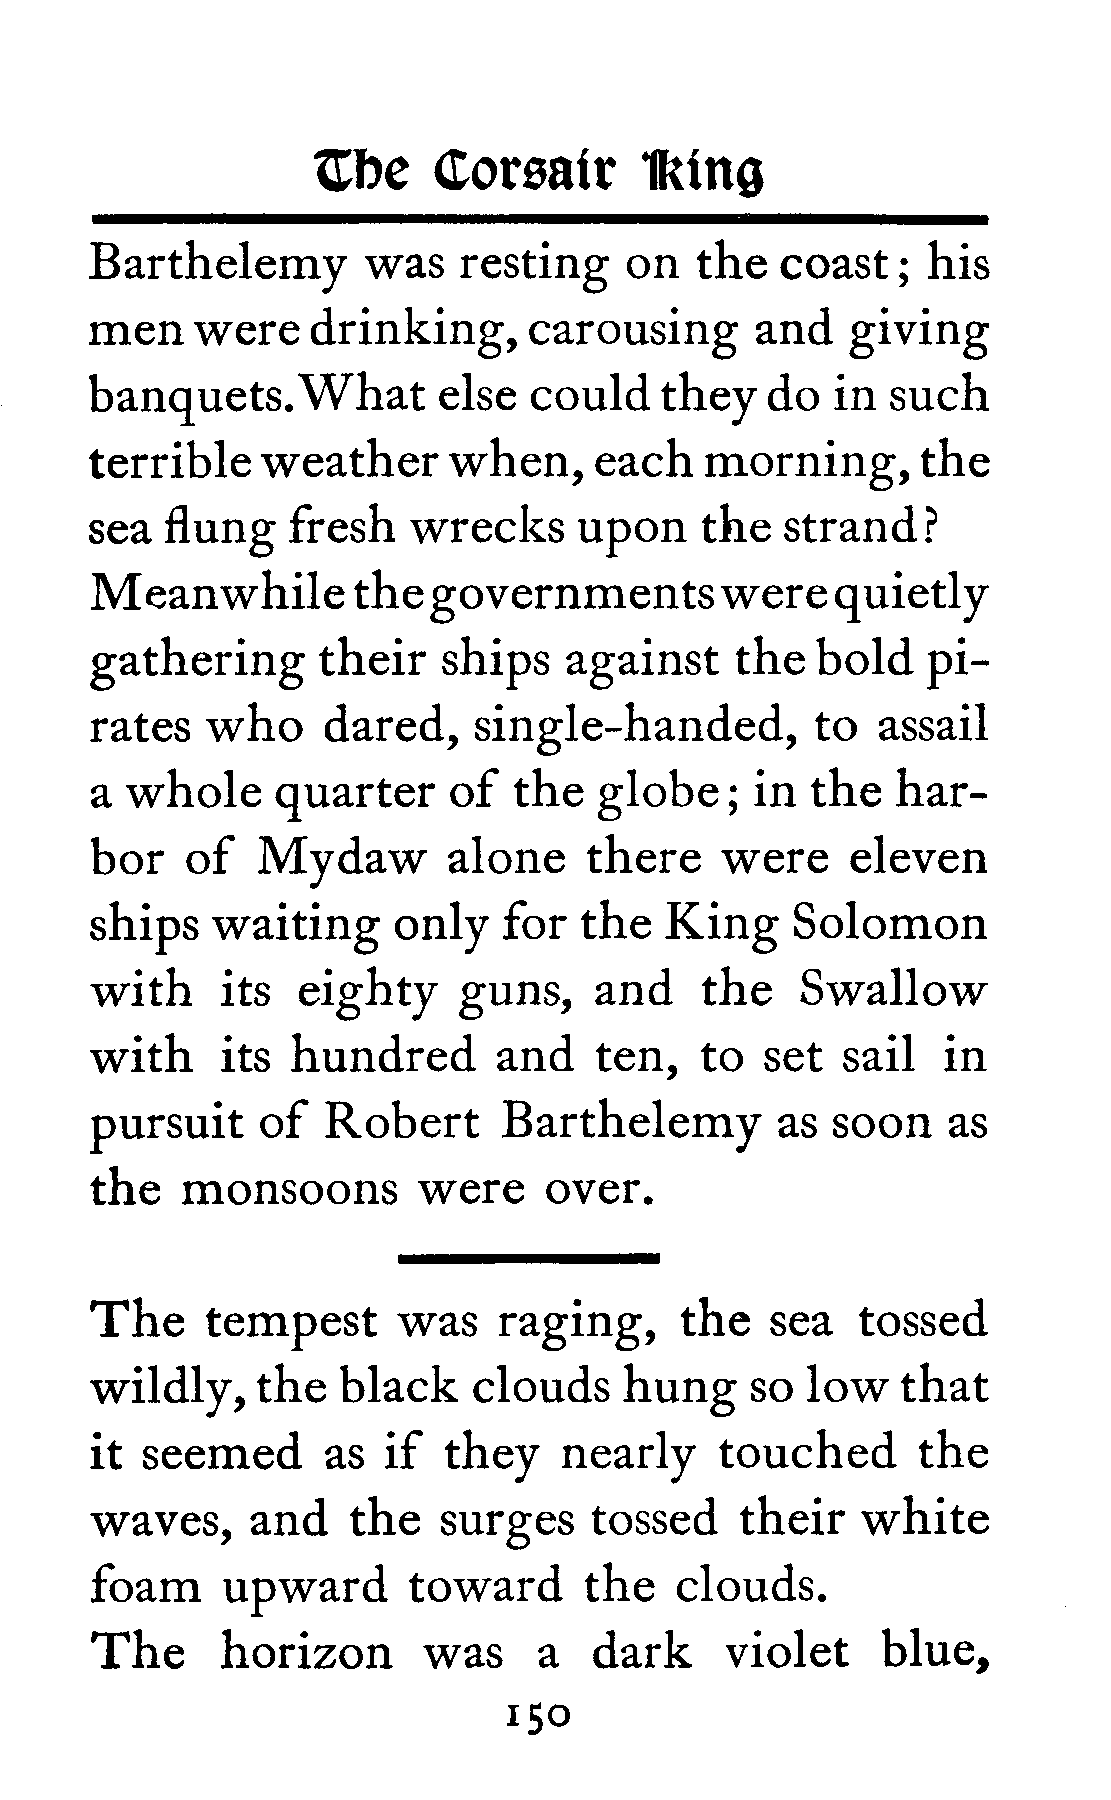 The Corsair King
Barthelemy was resting on the coast; his
men were drinking, carousing and giving
banquets. What else could they do in such
terrible weather when, each morning, the
sea flung fresh wrecks upon the strand?
Meanwhile the governments were quietly
gathering their ships against the bold pi-
rates who dared, single-handed, to assail
a whole quarter of the globe; in the har-
bor of Mydaw alone there were eleven
ships waiting only for the King Solomon
with its eighty guns, and the Swallow
with its hundred and ten, to set sail in
pursuit of Robert Barthelemy as soon as
the monsoons were over.
The tempest was raging, the sea tossed
wildly, the black clouds hung so low that
it seemed as if they nearly touched the
waves, and the surges tossed their white
foam upward toward the clouds.
The horizon was a dark violet blue,
150